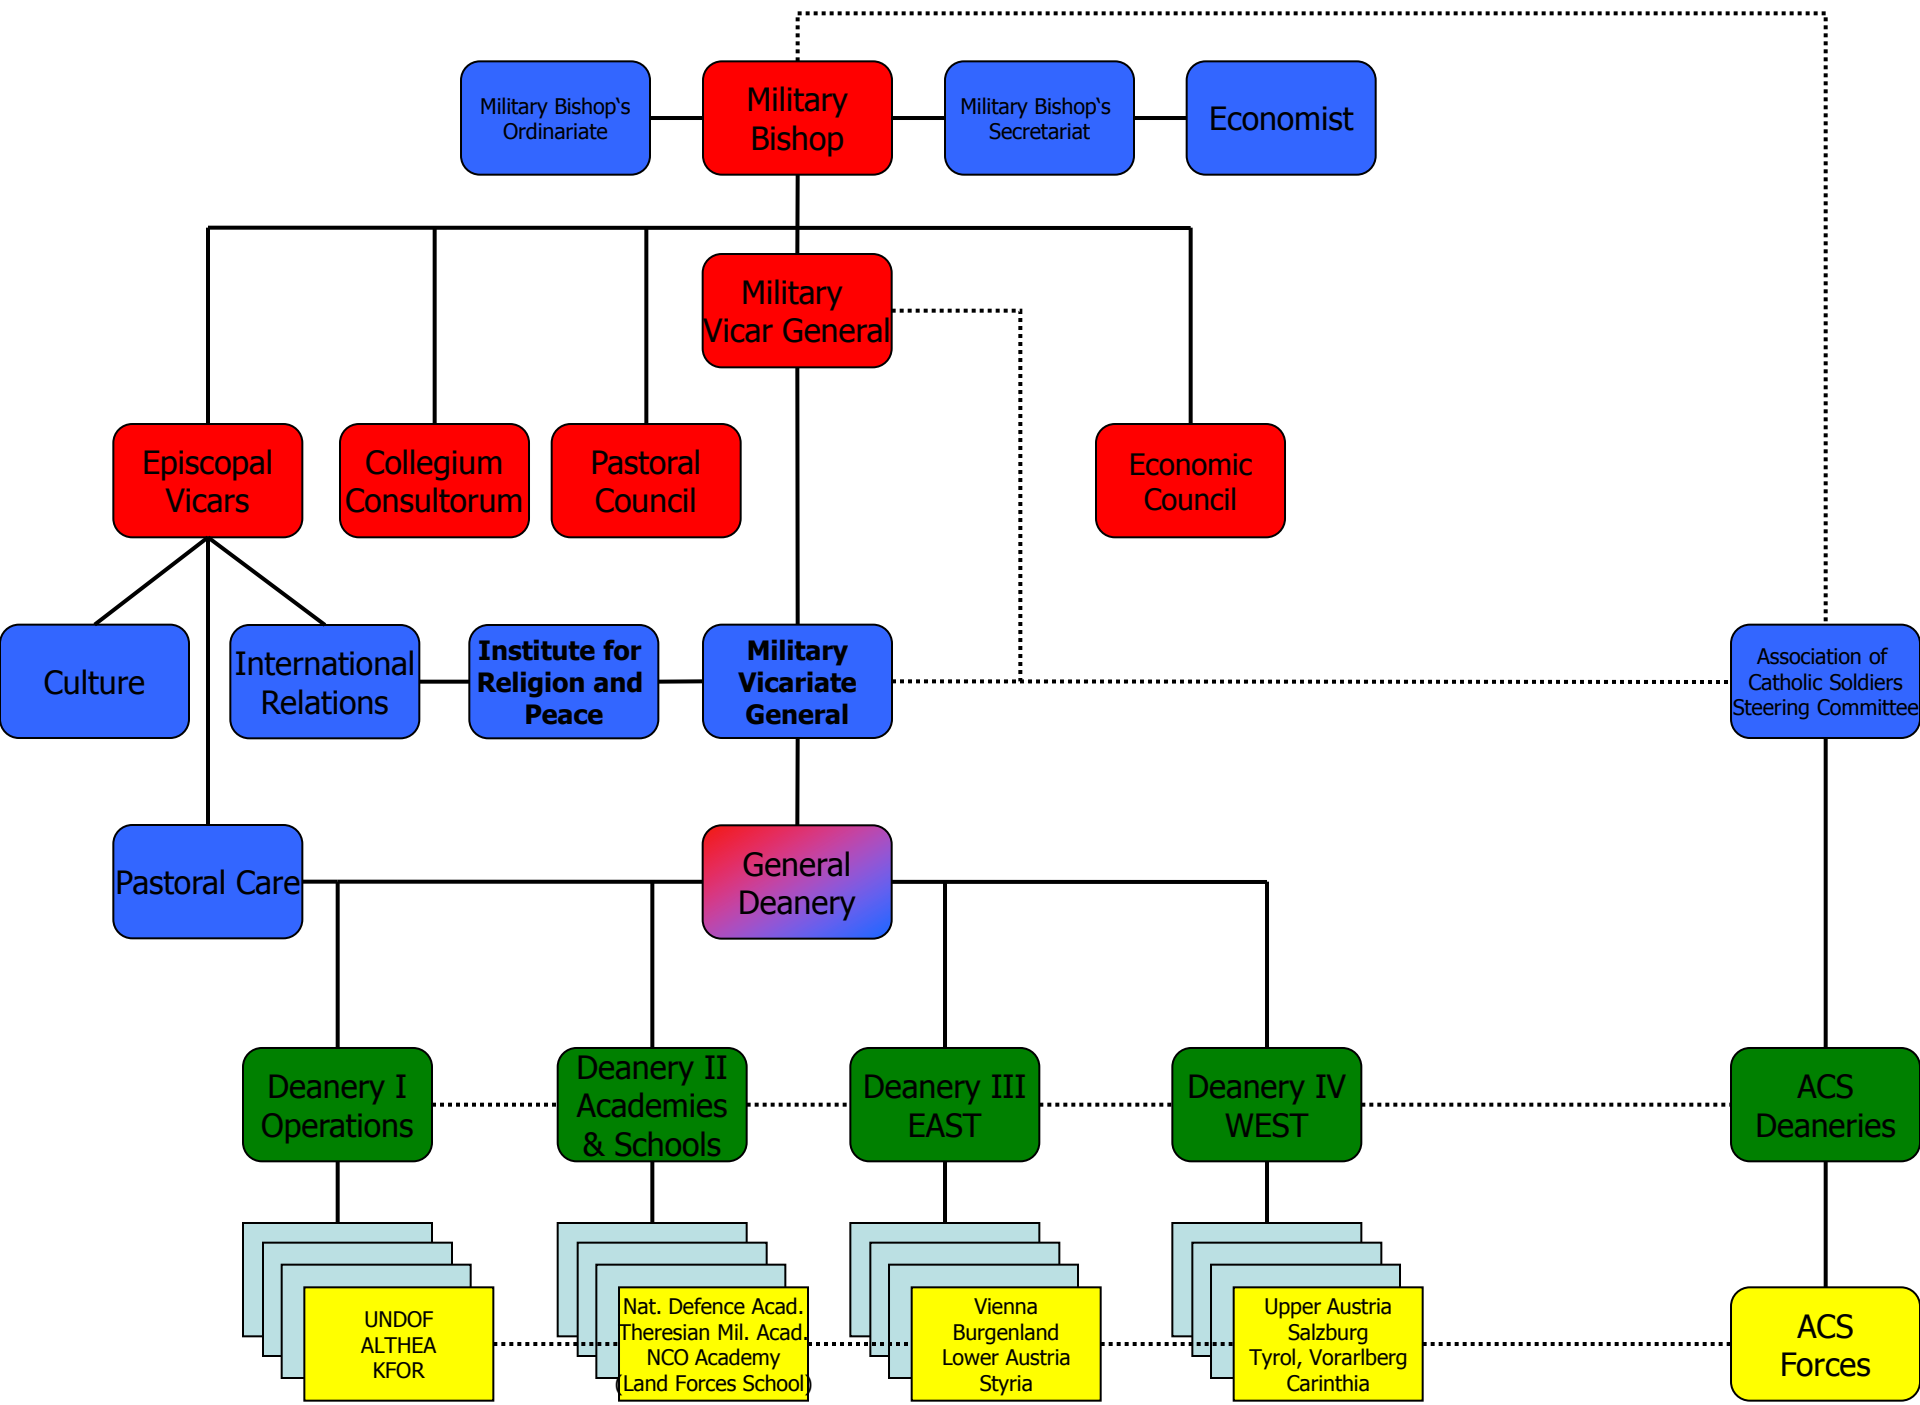 Military Bishop‘s
Ordinariate
Military
Bishop
Military Bishop‘s
Secretariat
Economist
Military
Vicar General
Episcopal
Vicars
Collegium
Consultorum
Pastoral
Council
Economic
Council
Culture
International
Relations
Institute for
Religion and
Peace
Military
Vicariate
General
Association of
Catholic Soldiers
Steering Committee
Pastoral Care
General
Deanery
Deanery I
Operations
Deanery II
Academies
& Schools
Deanery III
EAST
Deanery IV
WEST
ACS
Deaneries
UNDOF
ALTHEA
KFOR
Nat. Defence Acad.
Theresian Mil. Acad.
NCO Academy
(Land Forces School)
Vienna
Burgenland
Lower Austria
Styria
Upper Austria
Salzburg
Tyrol, Vorarlberg
Carinthia
ACS
Forces